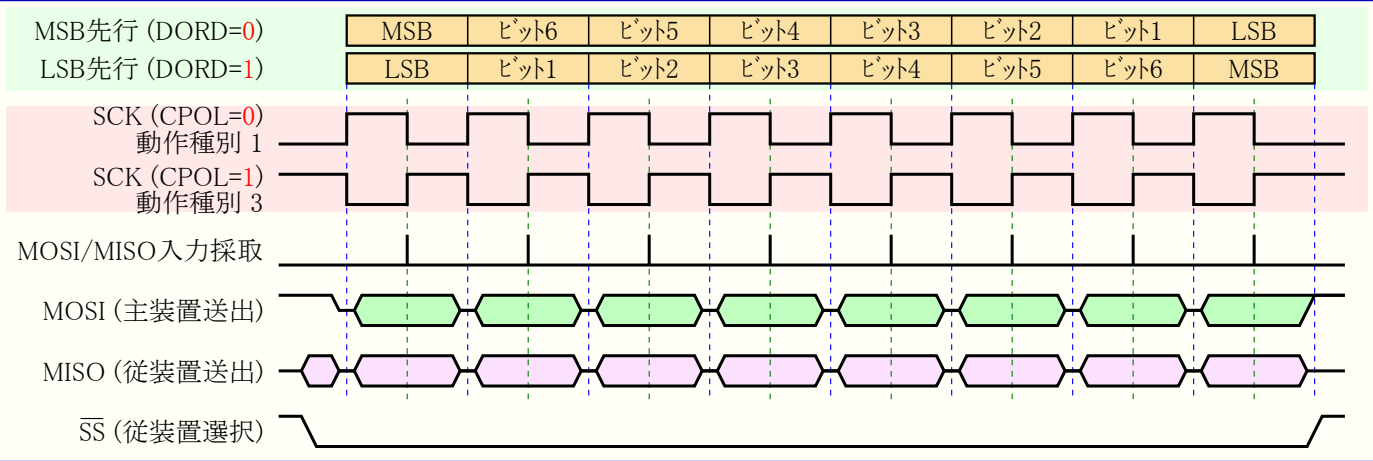 MSB先行 (DORD=0) MSB ビット6 ビット5 ビット4 ビット3 ビット2 ビット1 LSB
LSB先行 (DORD=1) LSB ビット1 ビット2 ビット3 ビット4 ビット5 ビット6 MSB
SCK (CPOL=0)
動作種別 1
SCK (CPOL=1)
動作種別 3
MOSI/MISO入力採取
MOSI (主装置送出)
MISO (従装置送出)
S̅S̅ (従装置選択)